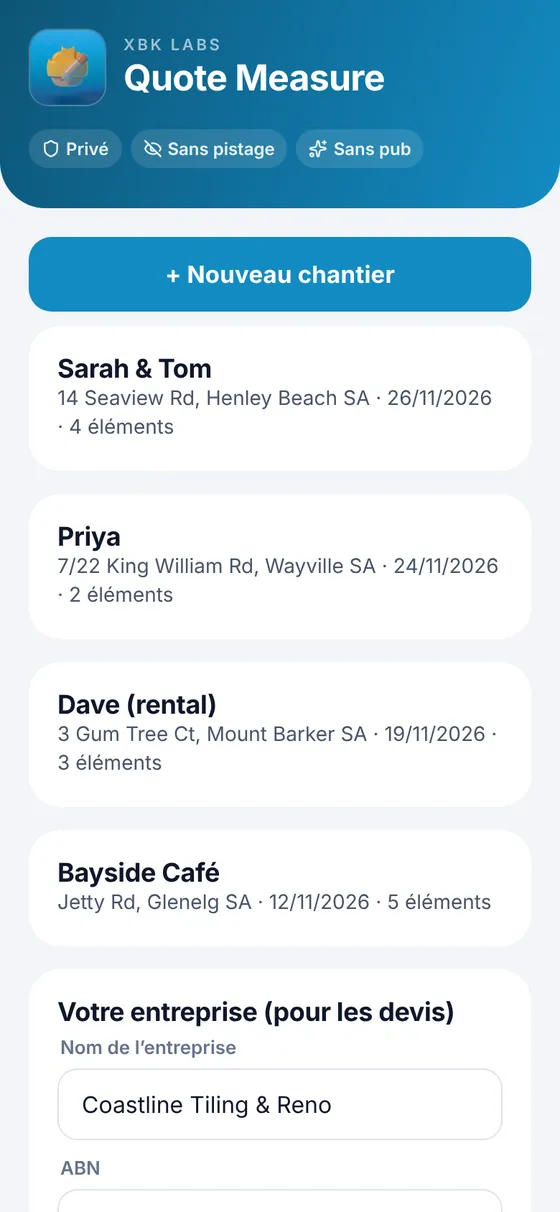 XBK LABS
Quote Measure
Privé
Sans pistage
Sans pub
+ Nouveau chantier
Sarah & Tom
14 Seaview Rd, Henley Beach SA · 26/11/2026
· 4 éléments
Priya
7/22 King William Rd, Wayville SA · 24/11/2026
· 2 éléments
Dave (rental)
3 Gum Tree Ct, Mount Barker SA · 19/11/2026 ·
3 éléments
Bayside Café
Jetty Rd, Glenelg SA · 12/11/2026 · 5 éléments
Votre entreprise (pour les devis)
Nom de l’entreprise
Coastline Tiling & Reno
ABN